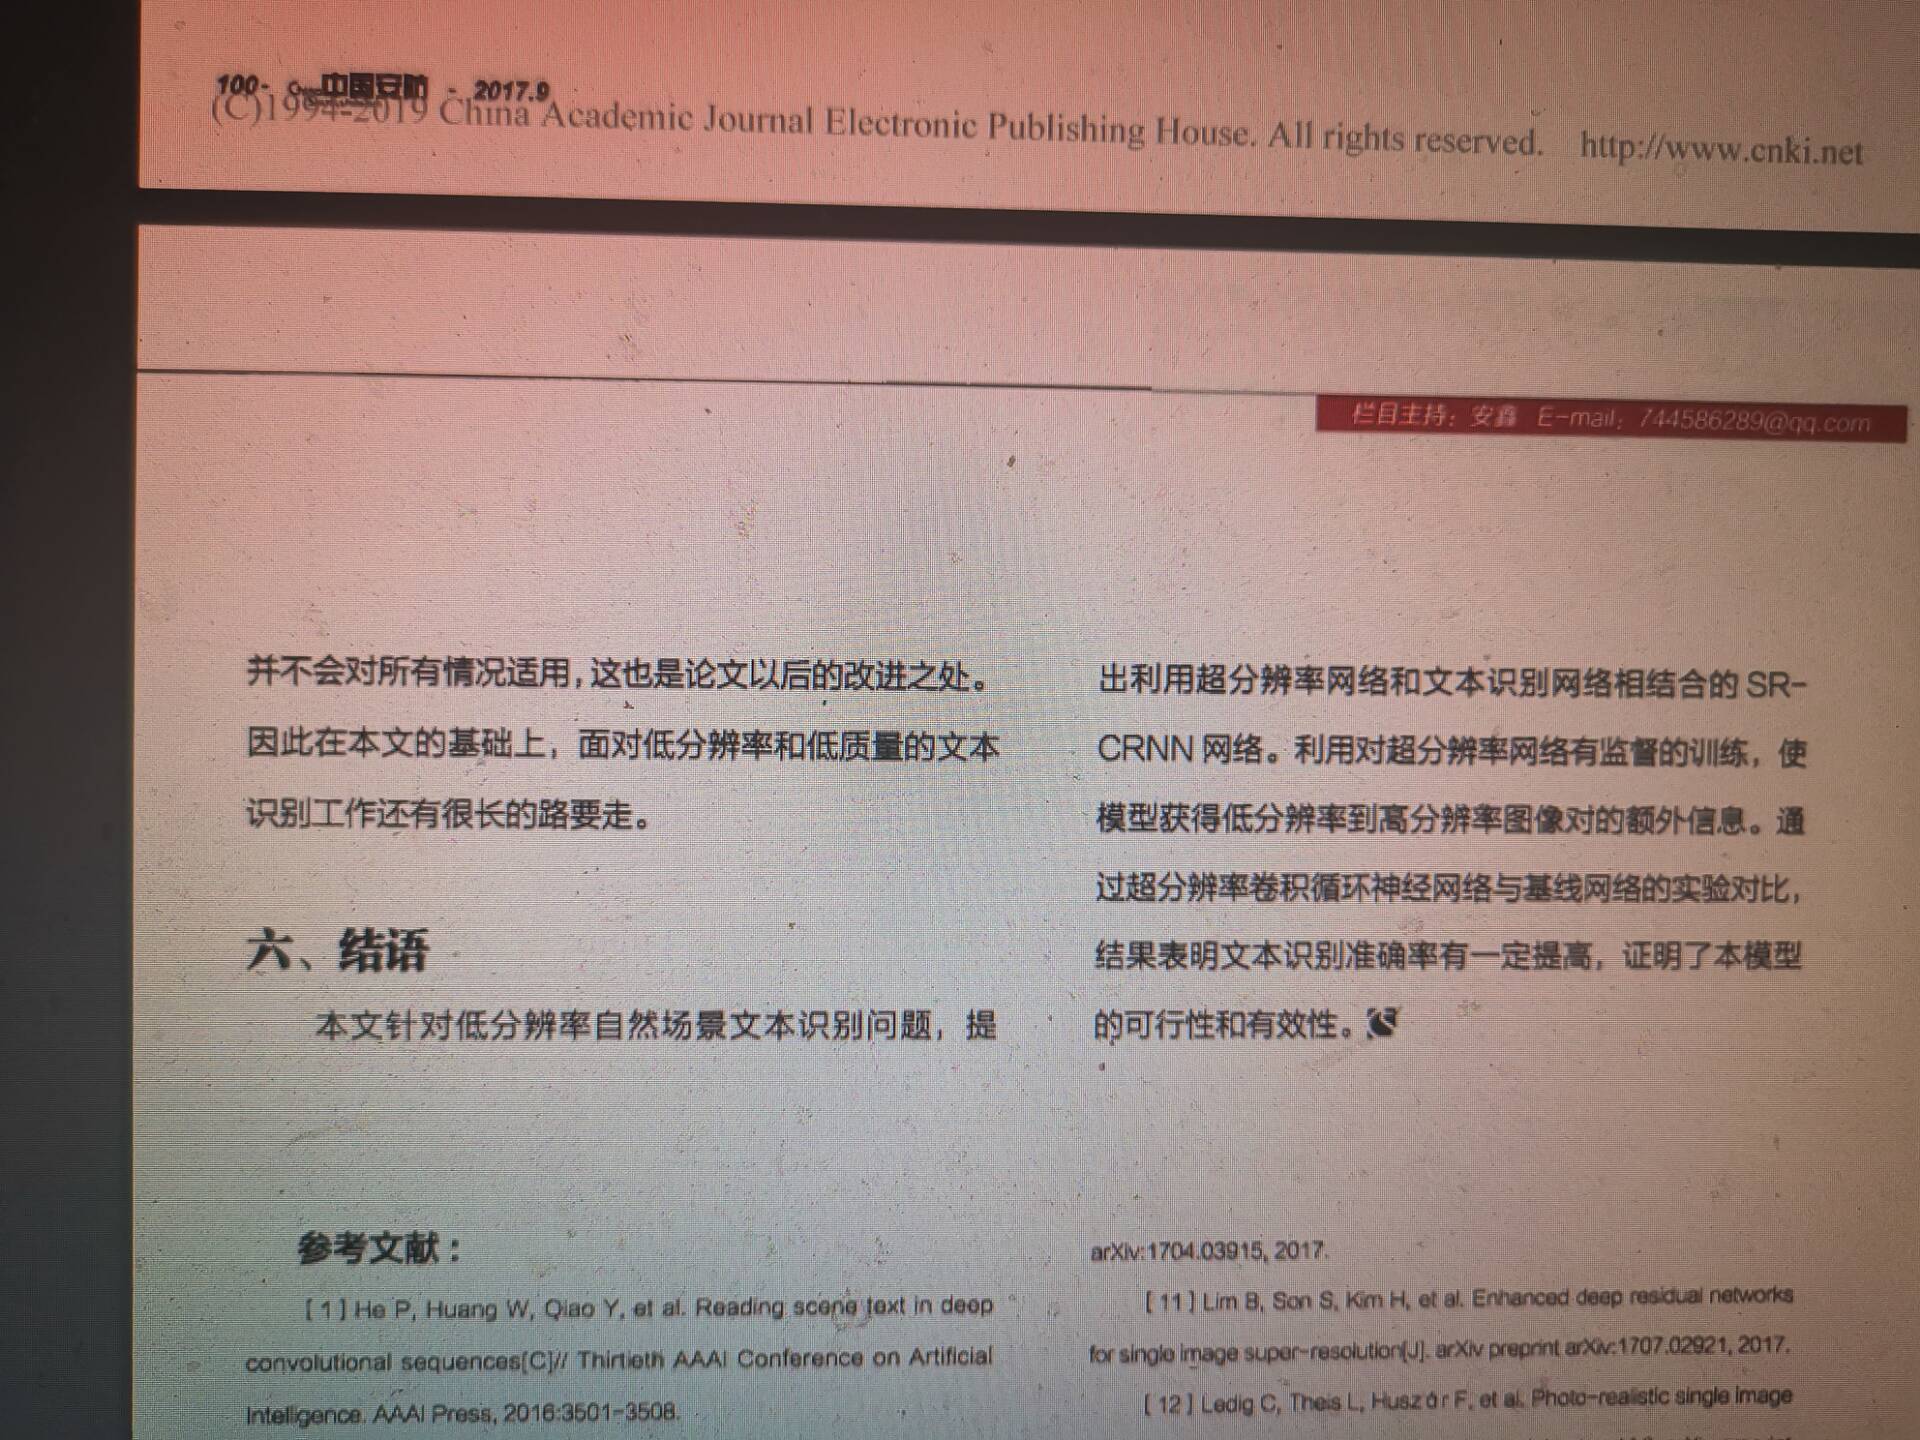 100- 中国安防 - 2017.9
(C)1994-2019 China Academic Journal Electronic Publishing House. All rights reserved. http://www.cnki.net
栏目主持：安鑫 E-mail：744586289@qq.com
并不会对所有情况适用，这也是论文以后的改进之处。
因此在本文的基础上，面对低分辨率和低质量的文本
识别工作还有很长的路要走。
六、结语
本文针对低分辨率自然场景文本识别问题，提
出利用超分辨率网络和文本识别网络相结合的 SR-
CRNN 网络。利用对超分辨率网络有监督的训练，使
模型获得低分辨率到高分辨率图像对的额外信息。通
过超分辨率卷积循环神经网络与基线网络的实验对比，
结果表明文本识别准确率有一定提高，证明了本模型
的可行性和有效性。
参考文献：
[1] He P, Huang W, Qiao Y, et al. Reading scene text in deep
convolutional sequences[C]// Thirtieth AAAI Conference on Artificial
Intelligence. AAAI Press, 2016:3501-3508.
arXiv:1704.03915, 2017.
[11] Lim B, Son S, Kim H, et al. Enhanced deep residual networks
for single image super-resolution[J]. arXiv preprint arXiv:1707.02921, 2017.
[12] Ledig C, Theis L, Huszár F, et al. Photo-realistic single image